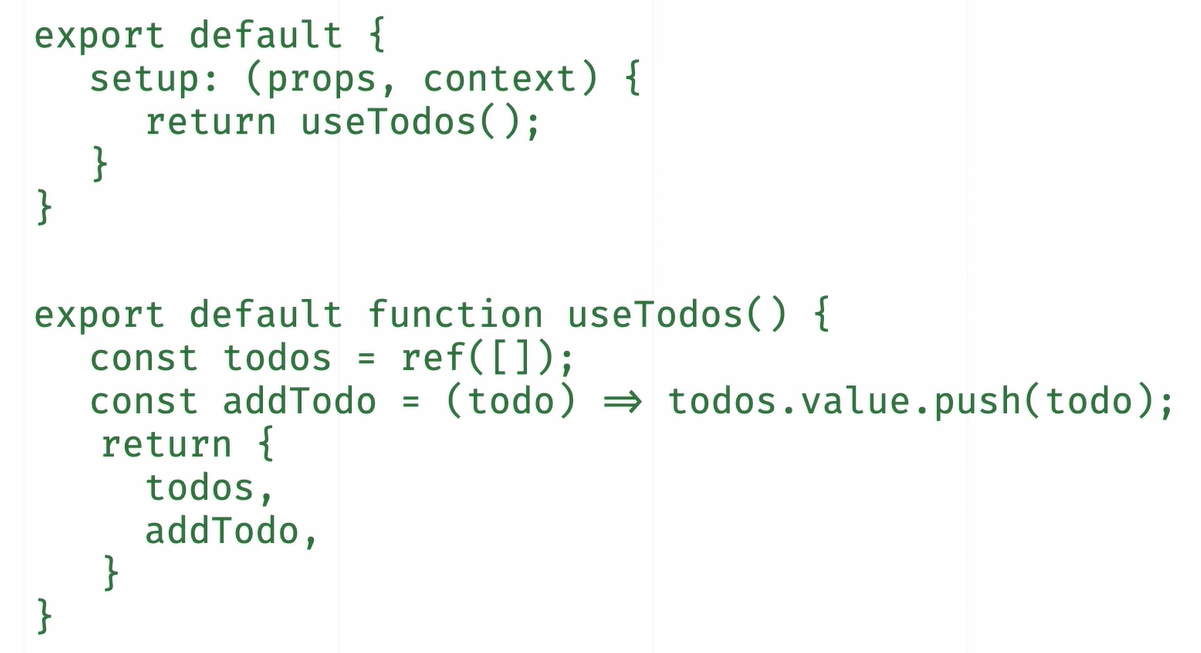 export default {
   setup: (props, context) {
      return useTodos();
   }
}

export default function useTodos() {
   const todos = ref([]);
   const addTodo = (todo) => todos.value.push(todo);
   return {
      todos,
      addTodo,
   }
}